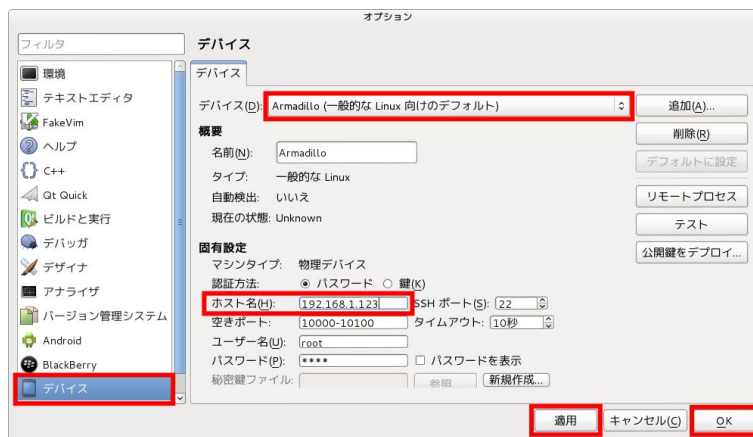 オプション
フィルタ
環境
テキストエディタ
FakeVim
ヘルプ
C++
Qt Quick
ビルドと実行
デバッガ
デザイナ
アナライザ
バージョン管理システム
Android
BlackBerry
デバイス
デバイス
デバイス
デバイス(D): Armadillo (一般的な Linux 向けのデフォルト) 追加(A)...
概要 削除(R)
名前(N): Armadillo デフォルトに設定
タイプ: 一般的な Linux
自動検出: いいえ リモートプロセス
現在の状態: Unknown テスト
固有設定 公開鍵をデプロイ...
マシンタイプ: 物理デバイス
認証方法: パスワード 鍵(K)
ホスト名(H): 192.168.1.123 SSH ポート(S): 22
空きポート: 10000-10100 タイムアウト: 10秒
ユーザー名(U): root
パスワード(P): **** パスワードを表示
秘密鍵ファイル: 参照... 新規作成...
適用 キャンセル(C) OK